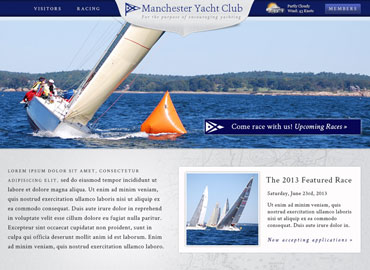 VISITORS
RACING
Manchester Yacht Club
For the purpose of encouraging yachting
Partly Cloudy
Wind: 43 Knots
MEMBERS
Come race with us! Upcoming Races »
LOREM IPSUM DOLOR SIT AMET, CONSECTETUR
ADIPISICING ELIT, sed do eiusmod tempor incididunt ut
labore et dolore magna aliqua. Ut enim ad minim veniam,
quis nostrud exercitation ullamco laboris nisi ut aliquip ex
ea commodo consequat. Duis aute irure dolor in reprehend
in voluptate velit esse cillum dolore eu fugiat nulla pariatur.
Excepteur sint occaecat cupidatat non proident, sunt in
culpa qui officia deserunt mollit anim id est laborum. Enim
ad minim veniam, quis nostrud exercitation ullamco laboris.
The 2013 Featured Race
Saturday, June 23rd, 2013
Ut enim ad minim veniam, quis
nostrud exercitation ullamco laboris
nisi ut aliquip ex ea commodo
consequat. Duis aute irure dolor in.
Now accepting applications »